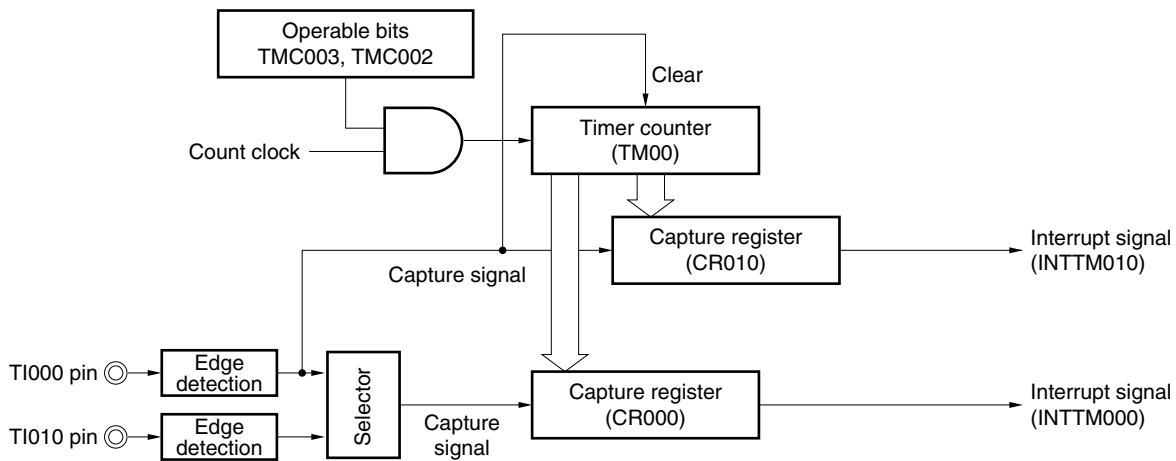 Operable bits
TMC003, TMC002
Clear
Timer counter
(TM00)
Count clock
Capture register
(CR010)
Interrupt signal
(INTTM010)
Capture signal
TI000 pin
Edge
detection
Selector
Capture register
(CR000)
Interrupt signal
(INTTM000)
TI010 pin
Edge
detection
Capture
signal